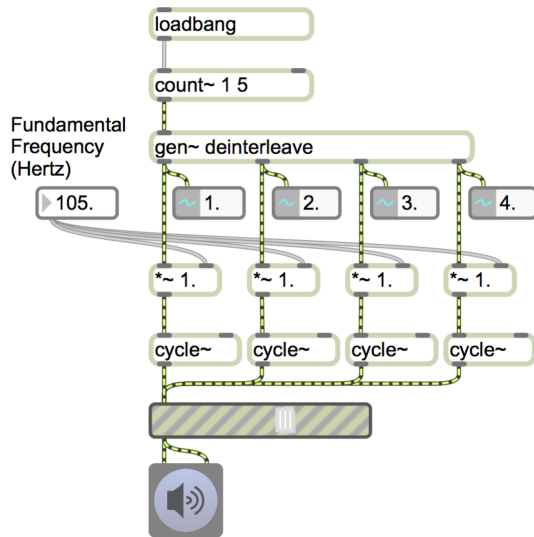 loadbang
count~ 1 5
Fundamental
Frequency
(Hertz)
gen~ deinterleave
105.
~ 1. ~ 2. ~ 3. ~ 4.
*~ 1. *~ 1. *~ 1. *~ 1.
cycle~ cycle~ cycle~ cycle~